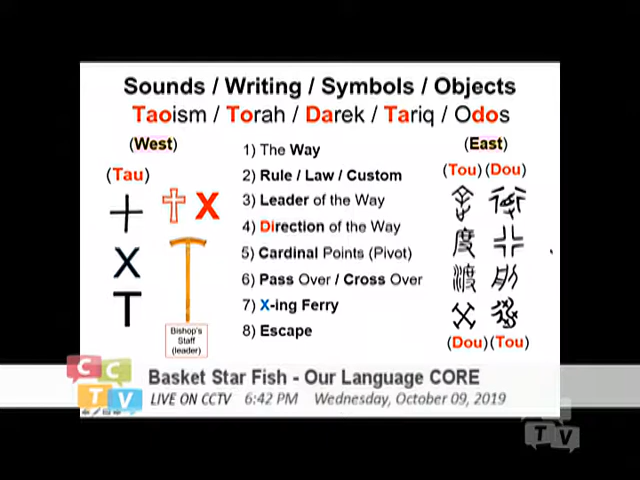 Sounds / Writing / Symbols / Objects
Taoism / Torah / Darek / Tariq / Odos
(West)
(Tau)
X
X
T
Bishop's
Staff
(leader)
1) The Way
2) Rule / Law / Custom
3) Leader of the Way
4) Direction of the Way
5) Cardinal Points (Pivot)
6) Pass Over / Cross Over
7) X-ing Ferry
8) Escape
(East)
(Tou) (Dou)
度
渡
(Dou) (Tou)
CCTV
Basket Star Fish - Our Language CORE
LIVE ON CCTV 6:42 PM Wednesday, October 09, 2019
TV